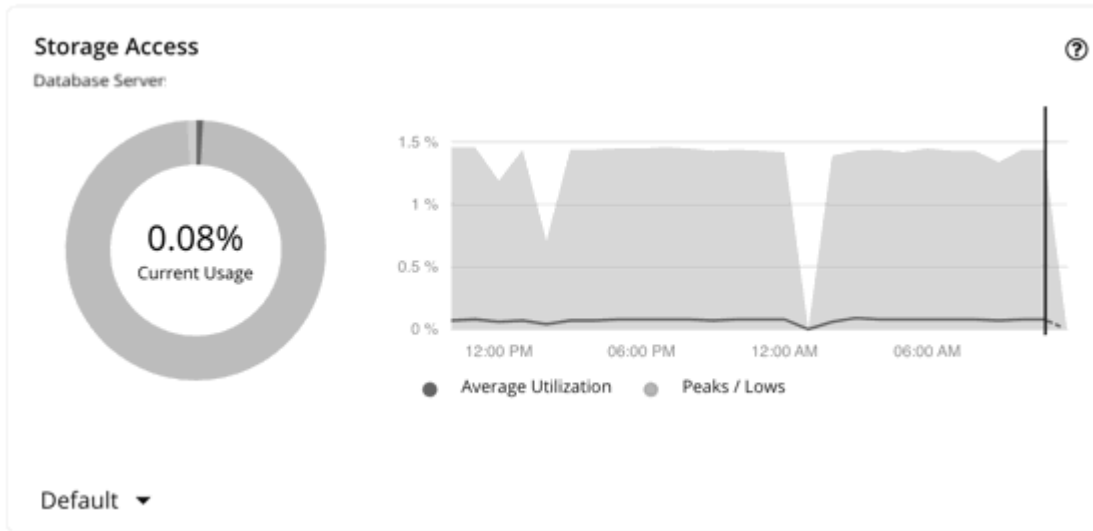 Storage Access
?
Database Server
0.08%
Current Usage
1.5 %
1 %
0.5 %
0 %
12:00 PM 06:00 PM 12:00 AM 06:00 AM
Average Utilization Peaks / Lows
Default